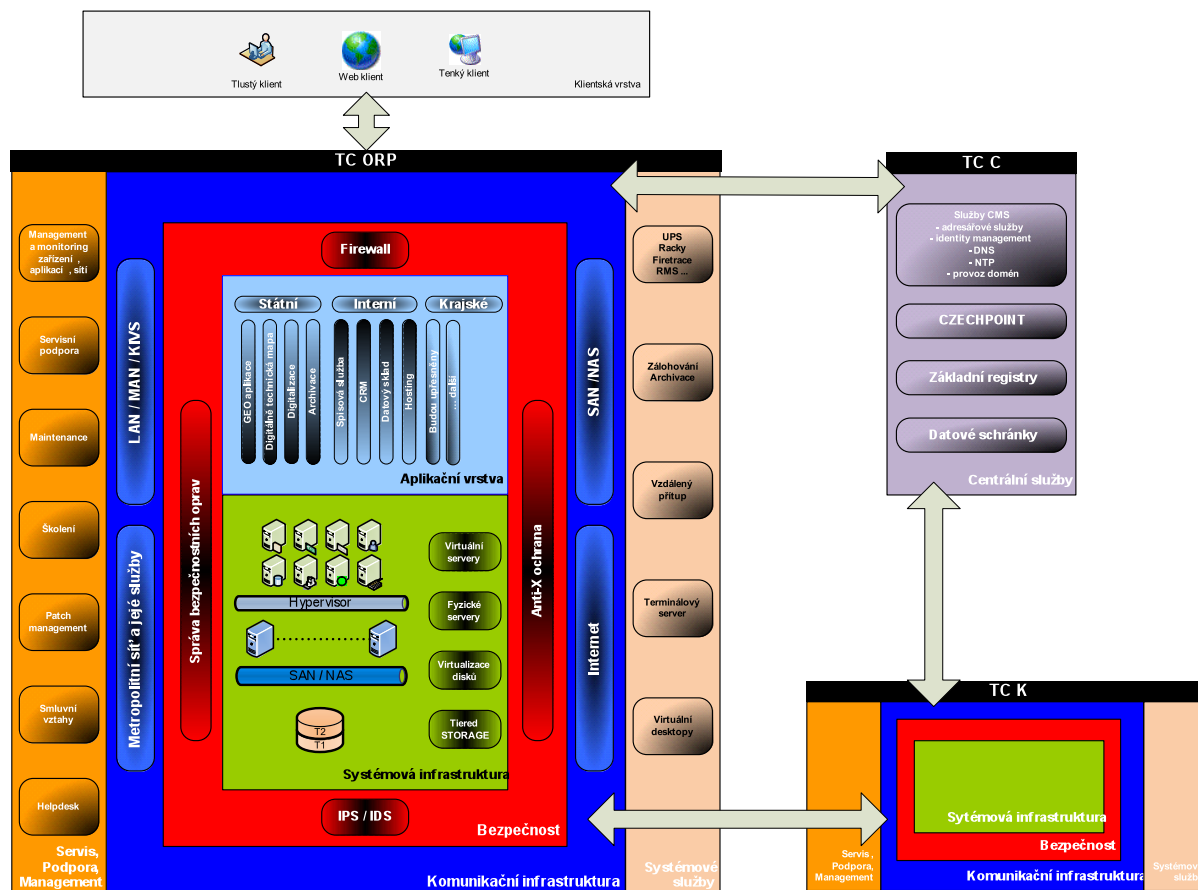 Tlustý klient
Web klient
Tenký klient
Klientská vrstva
TC ORP
Management
a monitoring
zařízení ,
aplikací , sítí
Servisní
podpora
Maintenance
Školení
Patch
management
Smluvní
vztahy
Helpdesk
Servis,
Podpora,
Management
LAN / MAN / KIVS
Metropolitní síť a její služby
Firewall
Správa bezpečnostních oprav
Státní
Interní
Krajské
GEO aplikace
Digitálně technická mapa
Digitalizace
Archivace
Spisová služba
CRM
Datový sklad
Hosting
Budou upřesněny
... další
Aplikační vrstva
Hypervisor
SAN / NAS
T2
T1
Virtuální
servery
Fyzické
servery
Virtualizace
disků
Tiered
STORAGE
Systémová infrastruktura
Anti-X ochrana
IPS / IDS
Bezpečnost
SAN /NAS
Internet
Komunikační infrastruktura
UPS
Racky
Firetrace
RMS ...
Zálohování
Archivace
Vzdálený
přítup
Terminálový
server
Virtuální
desktopy
Systémové
služby
TC C
Služby CMS
- adresářové služby
- identity management
- DNS
- NTP
- provoz domén
CZECHPOINT
Základní registry
Datové schránky
Centrální služby
TC K
Servis ,
Podpora,
Management
Sytémová infrastruktura
Bezpečnost
Komunikační infrastruktura
Systémové
služby